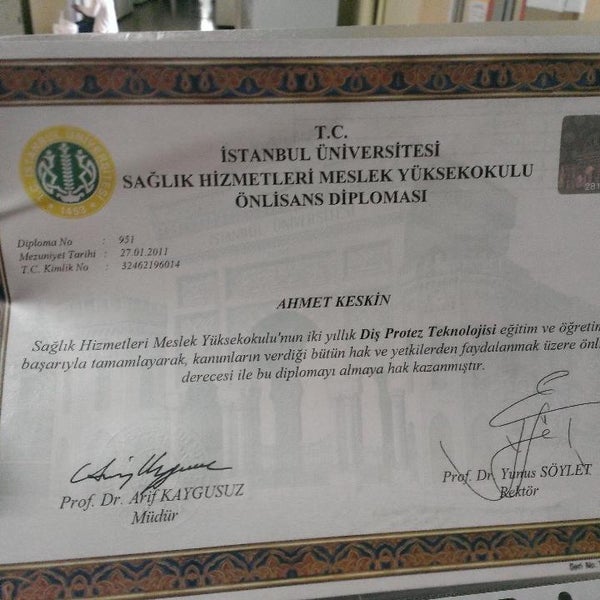 T.C.
İSTANBUL ÜNİVERSİTESİ
SAĞLIK HİZMETLERİ MESLEK YÜKSEKOKULU
ÖNLİSANS DİPLOMASI
Diploma No : 951
Mezuniyet Tarihi : 27.01.2011
T.C. Kimlik No : 32462196014
AHMET KESKİN
Sağlık Hizmetleri Meslek Yüksekokulu'nun iki yıllık Diş Protez Teknolojisi eğitim ve öğretim
başarıyla tamamlayarak, kanunların verdiği bütün hak ve yetkilerden faydalanmak üzere önli
derecesi ile bu diplomayı almaya hak kazanmıştır.
Prof. Dr. Arif KAYGUSUZ
Müdür
Prof. Dr. Yunus SÖYLET
Rektör
Seri No.